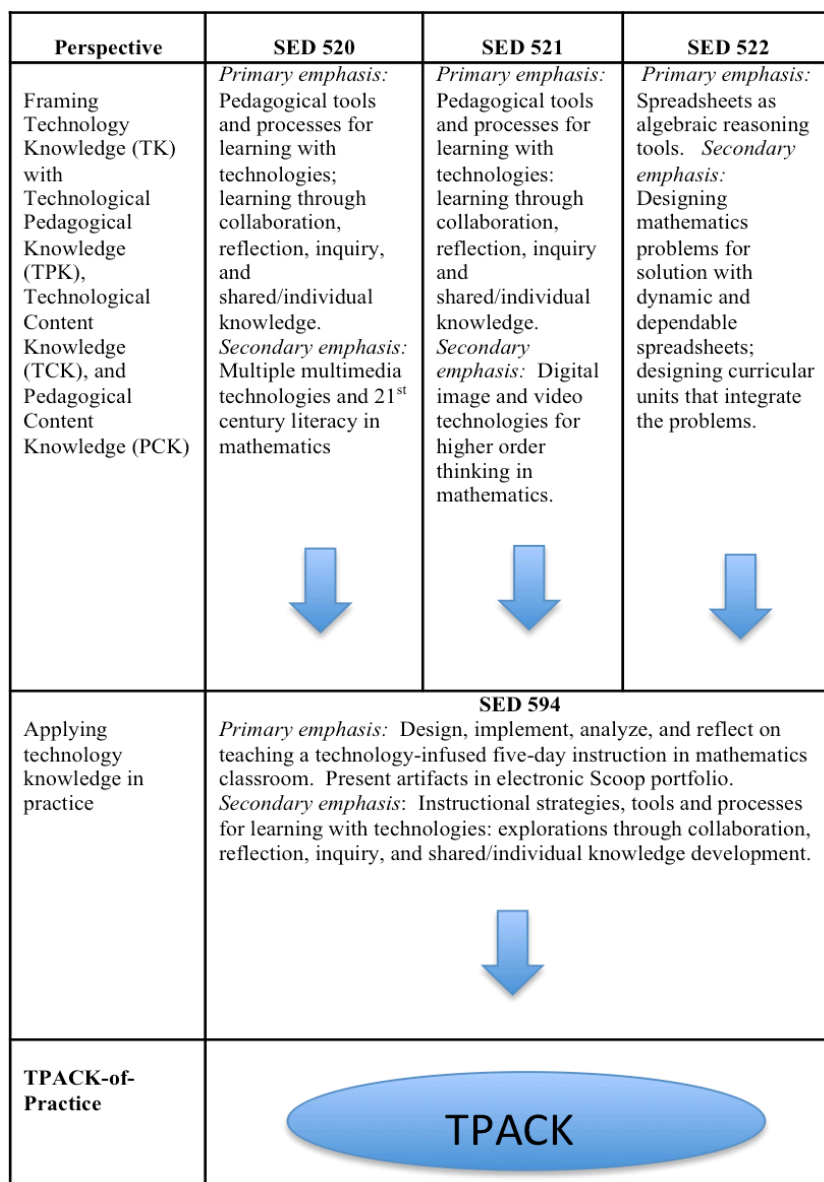 Perspective
SED 520
SED 521
SED 522
Framing
Technology
Knowledge (TK)
with
Technological
Pedagogical
Knowledge
(TPK),
Technological
Content
Knowledge
(TCK), and
Pedagogical
Content
Knowledge (PCK)
Primary emphasis:
Pedagogical tools
and processes for
learning with
technologies;
learning through
collaboration,
reflection, inquiry,
and
shared/individual
knowledge.
Secondary emphasis:
Multiple multimedia
technologies and 21st
century literacy in
mathematics
Primary emphasis:
Pedagogical tools
and processes for
learning with
technologies:
learning through
collaboration,
reflection, inquiry
and
shared/individual
knowledge.
Secondary
emphasis: Digital
image and video
technologies for
higher order
thinking in
mathematics.
Primary emphasis:
Spreadsheets as
algebraic reasoning
tools. Secondary
emphasis:
Designing
mathematics
problems for
solution with
dynamic and
dependable
spreadsheets;
designing curricular
units that integrate
the problems.
Applying
technology
knowledge in
practice
SED 594
Primary emphasis: Design, implement, analyze, and reflect on
teaching a technology-infused five-day instruction in mathematics
classroom. Present artifacts in electronic Scoop portfolio.
Secondary emphasis: Instructional strategies, tools and processes
for learning with technologies: explorations through collaboration,
reflection, inquiry, and shared/individual knowledge development.
TPACK-of-
Practice
TPACK